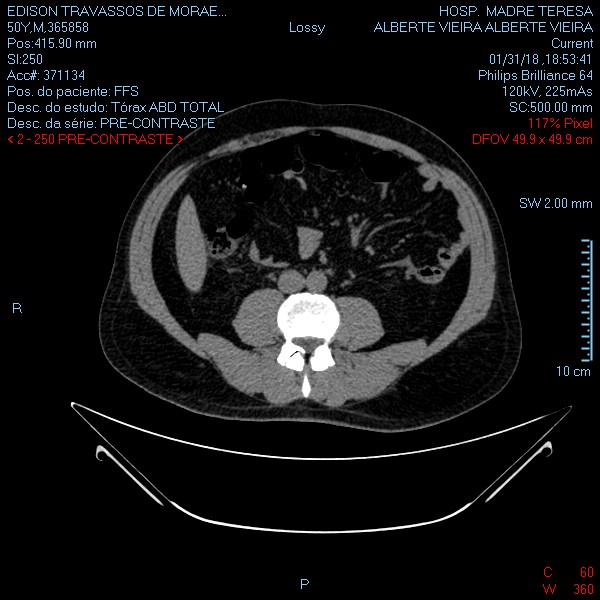 EDISON TRAVASSOS DE MORAE...
50Y,M,365858
Pos:415.90 mm
SI:250
Acc#: 371134
Pos. do paciente: FFS
Desc. do estudo: Tórax ABD TOTAL
Desc. da série: PRE-CONTRASTE
< 2 - 250 PRE-CONTRASTE >
Lossy
HOSP. MADRE TERESA
ALBERTE VIEIRA ALBERTE VIEIRA
Current
01/31/18 ,18:53:41
Philips Brilliance 64
120kV, 225mAs
SC:500.00 mm
117% Pixel
DFOV 49.9 x 49.9 cm
SW 2.00 mm
R
10 cm
P
C 60
W 360